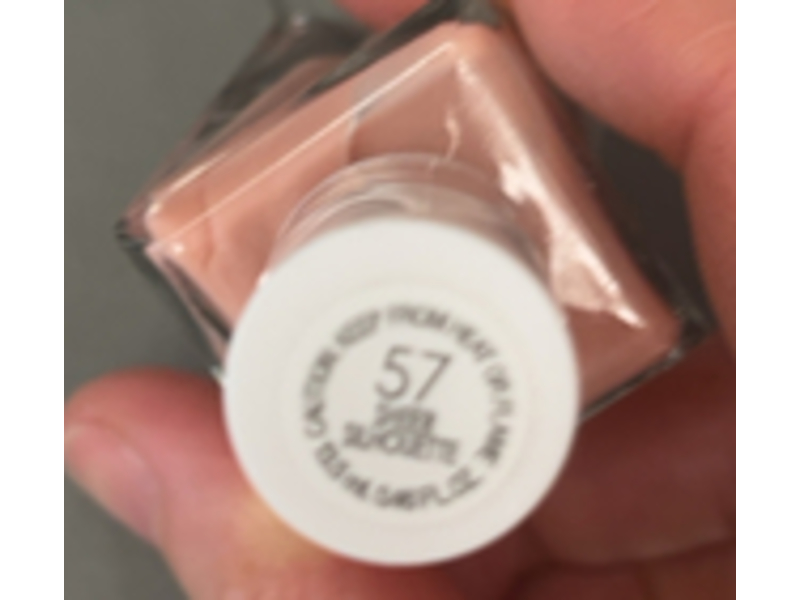 CAUTION: KEEP FROM HEAT OR FLAME
57
SHEER
SILHOUETTE
13.5 mL 0.46 FL. OZ.